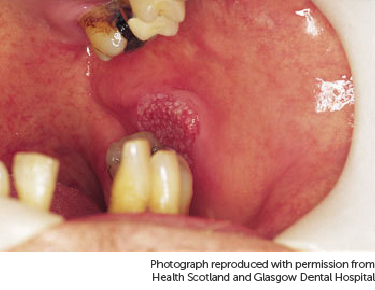 Photograph reproduced with permission from
Health Scotland and Glasgow Dental Hospital